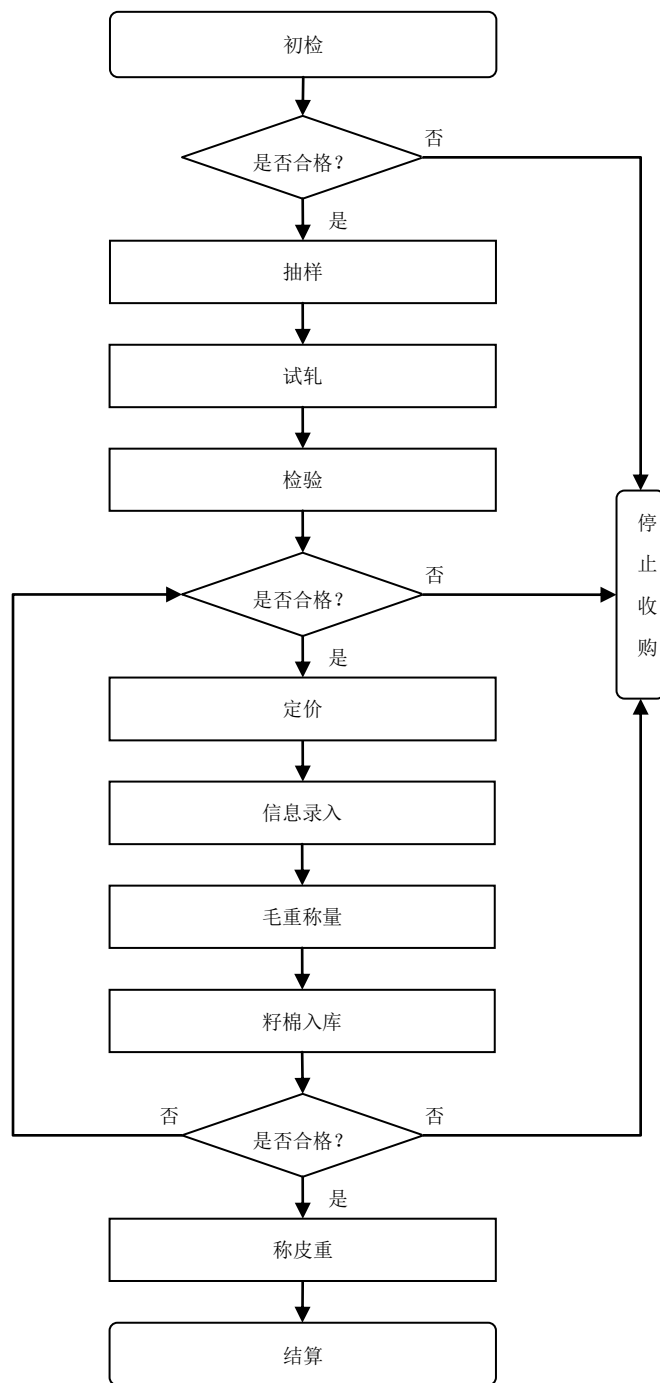 初检
是否合格？
否
是
抽样
试轧
检验
是否合格？
否
停
止
收
购
是
定价
信息录入
毛重称量
籽棉入库
否
是否合格？
否
是
称皮重
结算